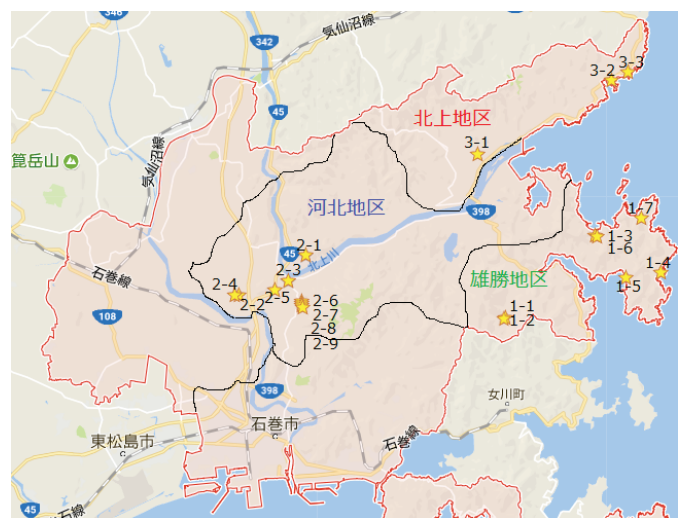 346
342
気仙沼線
3-3
3-2
45
北上地区
3-1
箆岳山
気仙沼線
398
河北地区
1-7
45
2-1
北上川
1-3
1-6
石巻線
2-3
1-4
2-4
雄勝地区
1-5
2-2
2-5
2-6
108
2-7
1-1
2-8
1-2
2-9
398
女川町
石巻市
東松島市
石巻線
45
石線